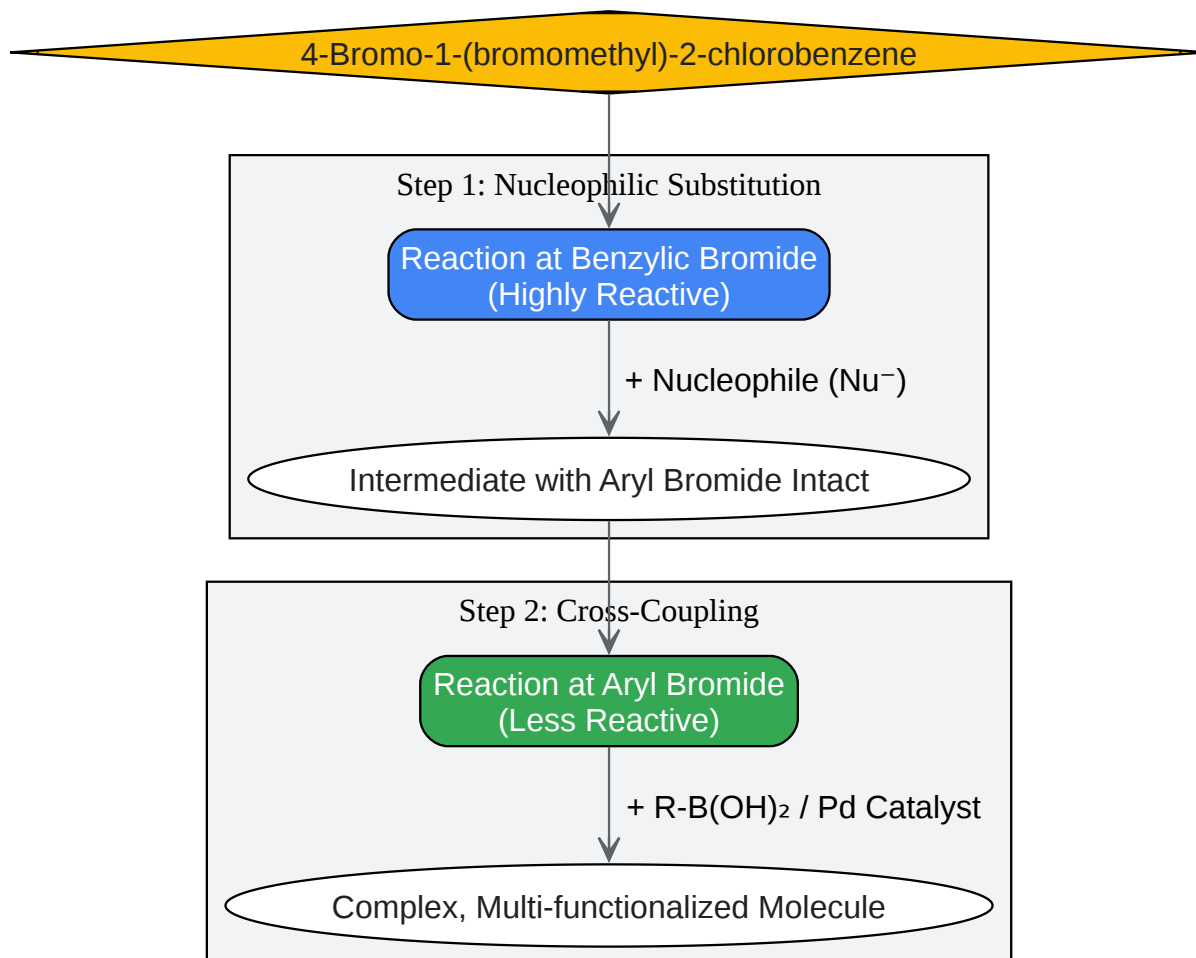 4-Bromo-1-(bromomethyl)-2-chlorobenzene
Step 1: Nucleophilic Substitution
Reaction at Benzylic Bromide
(Highly Reactive)
+ Nucleophile (Nu⁻)
Intermediate with Aryl Bromide Intact
Step 2: Cross-Coupling
Reaction at Aryl Bromide
(Less Reactive)
+ R-B(OH)₂ / Pd Catalyst
Complex, Multi-functionalized Molecule